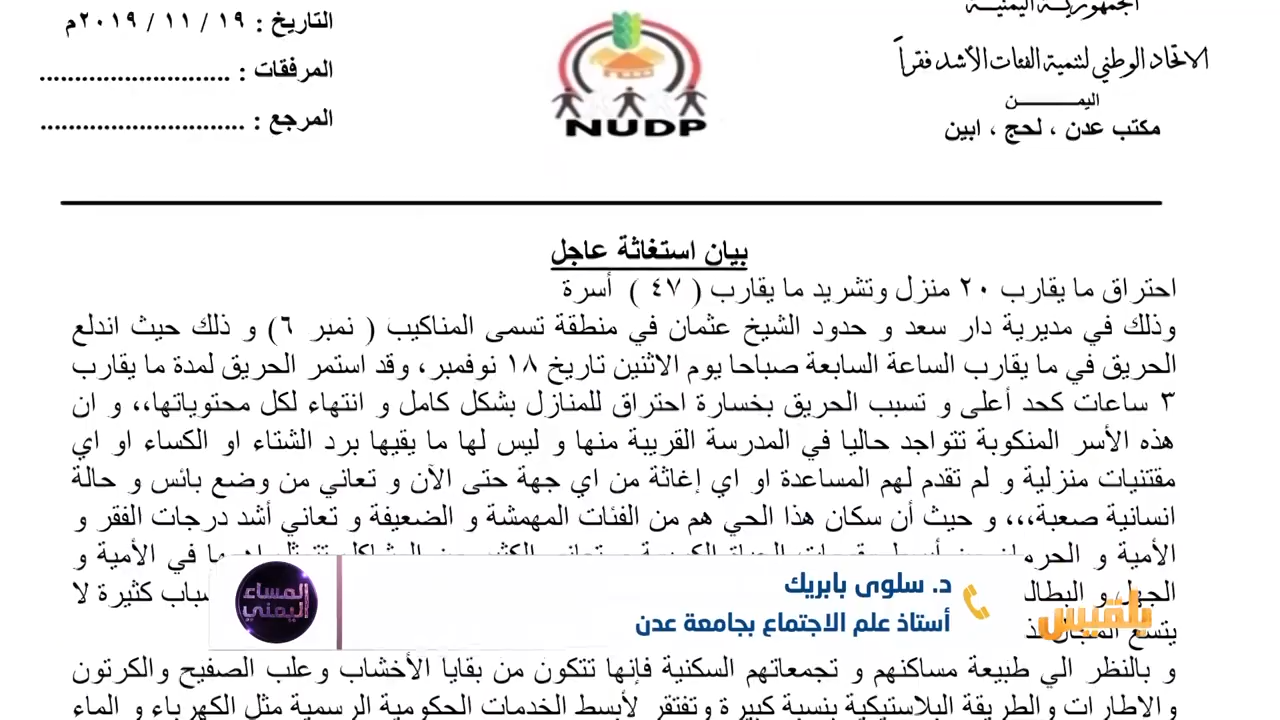 الجمهورية اليمنية
الاتحاد الوطني لتنمية الفئات الأشد فقراً
اليمن
مكتب عدن ، لحج ، ابين
NUDP
التاريخ : ١٩ / ١١ / ٢٠١٩م
المرفقات : ...........................
المرجع : .............................
بيان استغاثة عاجل
احتراق ما يقارب ٢٠ منزل وتشريد ما يقارب ( ٤٧ ) أسرة
وذلك في مديرية دار سعد و حدود الشيخ عثمان في منطقة تسمى المناكيب ( نمبر ٦) و ذلك حيث اندلع
الحريق في ما يقارب الساعة السابعة صباحا يوم الاثنين تاريخ ١٨ نوفمبر، وقد استمر الحريق لمدة ما يقارب
٣ ساعات كحد أعلى و تسبب الحريق بخسارة احتراق للمنازل بشكل كامل و انتهاء لكل محتوياتها،، و ان
هذه الأسر المنكوبة تتواجد حاليا في المدرسة القريبة منها و ليس لها ما يقيها برد الشتاء او الكساء او اي
مقتنيات منزلية و لم تقدم لهم المساعدة او اي إغاثة من اي جهة حتى الآن و تعاني من وضع بائس و حالة
انسانية صعبة،،، و حيث أن سكان هذا الحي هم من الفئات المهمشة و الضعيفة و تعاني أشد درجات الفقر و
الأمية و في الأمية و
الجهل و كثيرة لا
يتسع المجال
و بالنظر الي طبيعة مساكنهم و تجمعاتهم السكنية فإنها تتكون من بقايا الأخشاب وعلب الصفيح والكرتون
و الاطارات و الطريقة البلاستيكية بنسبة كبيرة وتفتقر لأبسط الخدمات الحكومية الرسمية مثل الكهرباء و الماء
بلقيس
د. سلوى بابريك
أستاذ علم الاجتماع بجامعة عدن
المساء
اليمني